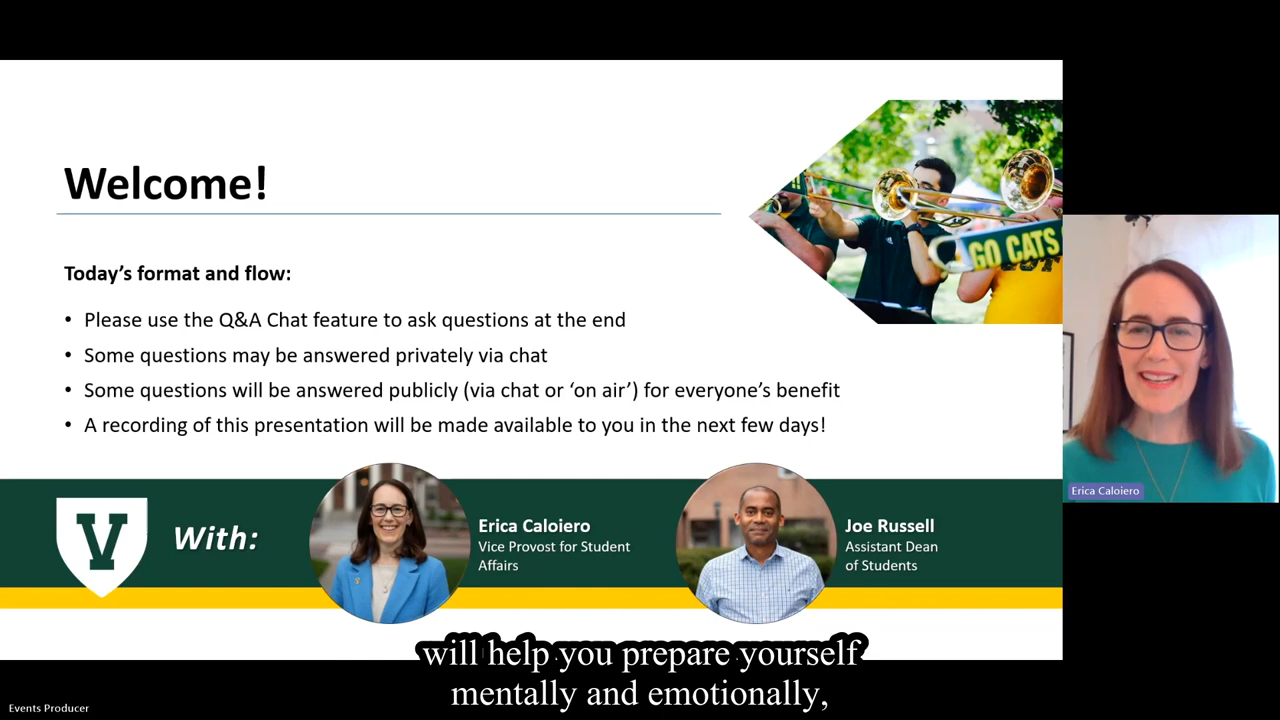 Welcome!
GO CATS
Today's format and flow:
• Please use the Q&A Chat feature to ask questions at the end
• Some questions may be answered privately via chat
• Some questions will be answered publicly (via chat or 'on air') for everyone's benefit
• A recording of this presentation will be made available to you in the next few days!
Erica Caloiero
V
With:
Erica Caloiero
Vice Provost for Student
Affairs
Joe Russell
Assistant Dean
of Students
will help you prepare yourself
mentally and emotionally,
Events Producer